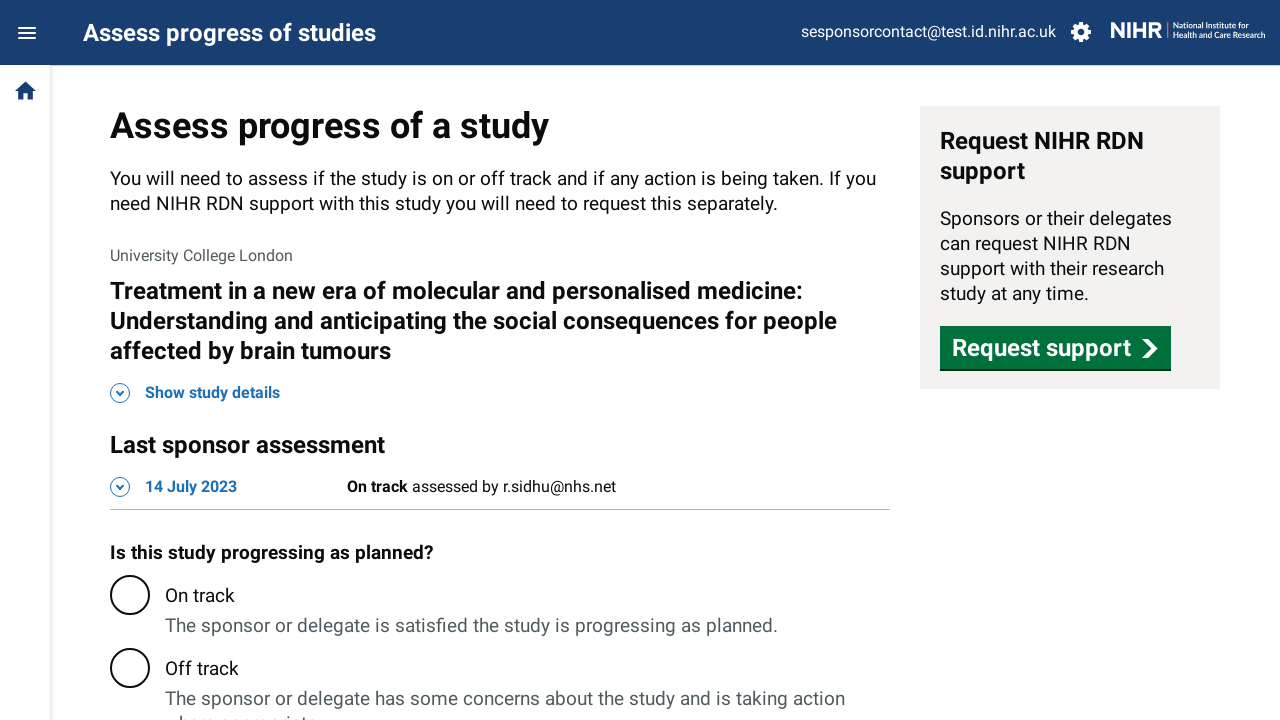 Assess progress of studies
sesponsorcontact@test.id.nihr.ac.uk
NIHR | National Institute for
Health and Care Research
Assess progress of a study
You will need to assess if the study is on or off track and if any action is being taken. If you
need NIHR RDN support with this study you will need to request this separately.
University College London
Treatment in a new era of molecular and personalised medicine:
Understanding and anticipating the social consequences for people
affected by brain tumours
Show study details
Last sponsor assessment
14 July 2023 On track assessed by r.sidhu@nhs.net
Is this study progressing as planned?
On track
The sponsor or delegate is satisfied the study is progressing as planned.
Off track
The sponsor or delegate has some concerns about the study and is taking action
Request NIHR RDN
support
Sponsors or their delegates
can request NIHR RDN
support with their research
study at any time.
Request support